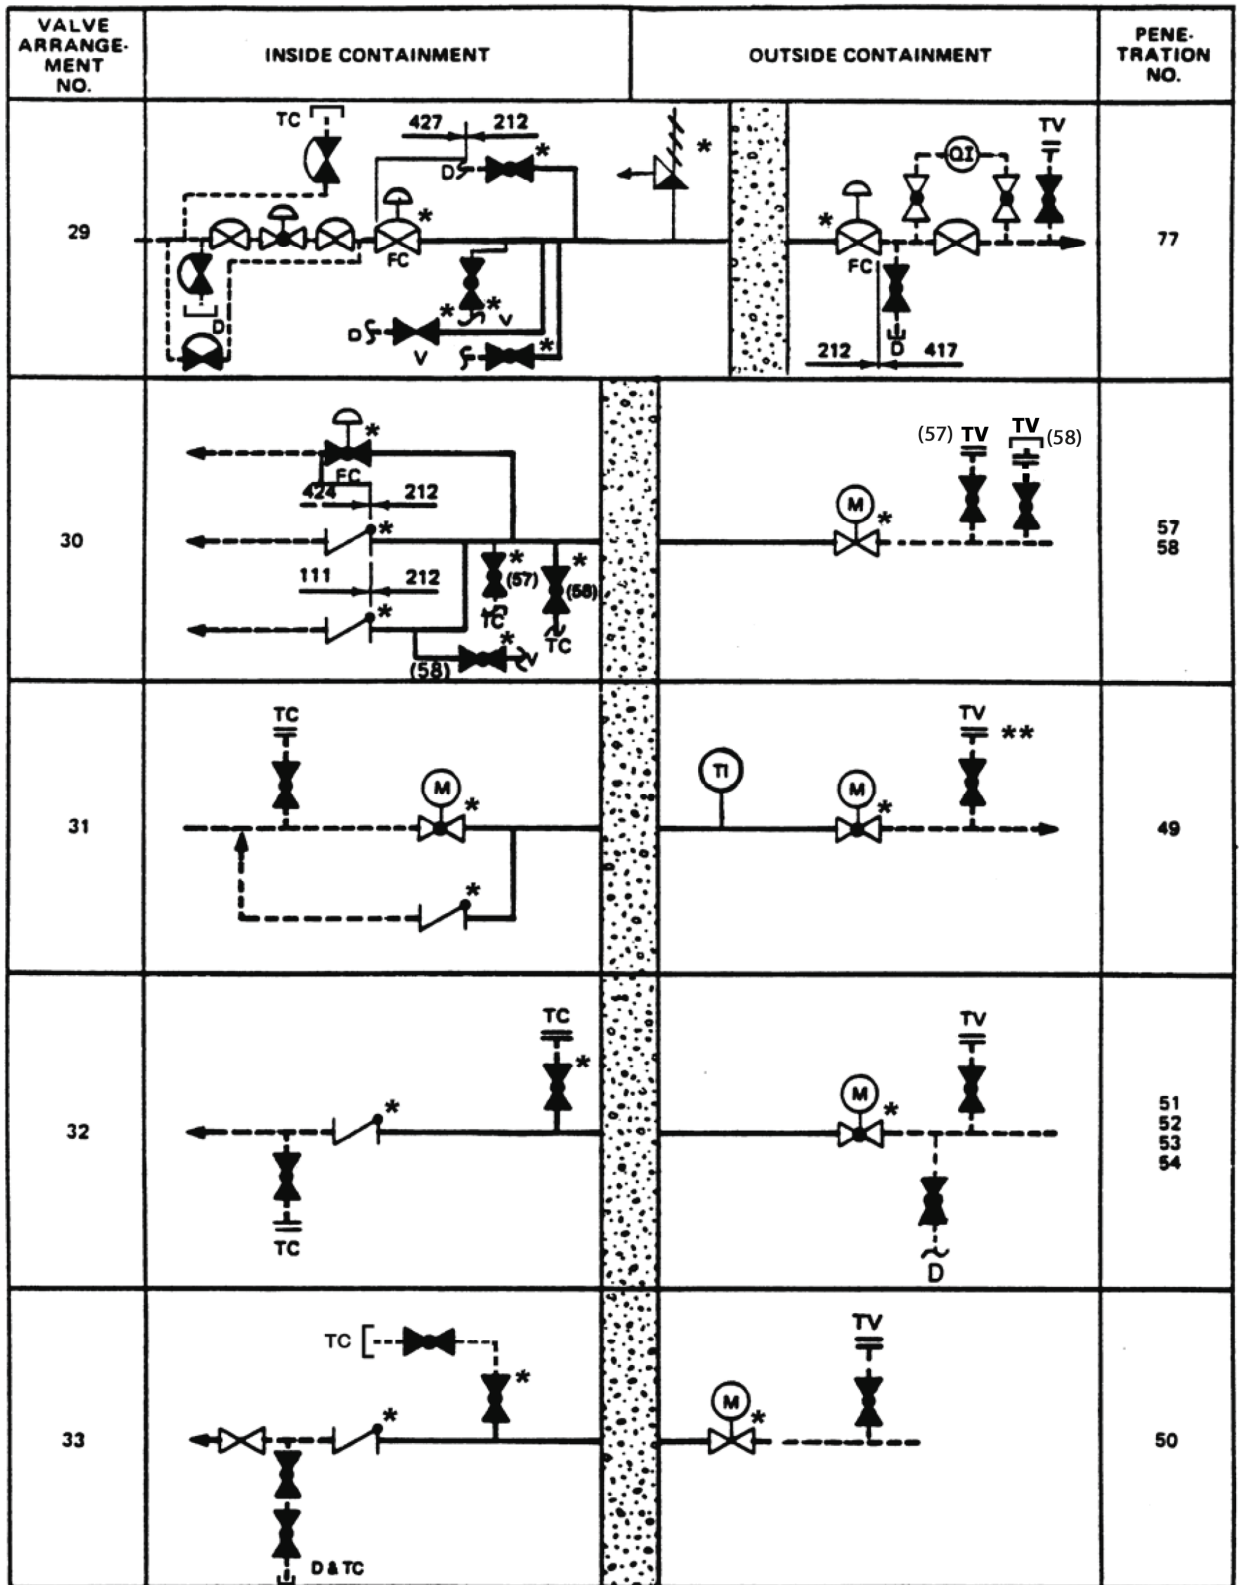 VALVE
ARRANGE-
MENT
NO.
INSIDE CONTAINMENT
OUTSIDE CONTAINMENT
PENE-
TRATION
NO.
29
TC
427 212
*
D
*
FC
D
*
V
D
*
V
*
*
FC
QI
TV
D
212 417
77
30
*
FC
424 212
*
111 212
*
*
(57)
TC
*
(58)
TC
(58)
*
V
M
*
(57) TV
TV (58)
57
58
31
TC
M
*
*
TI
M
*
TV
**
49
32
TC
*
*
TC
M
*
TV
D
51
52
53
54
33
TC
*
*
D & TC
M
*
TV
50